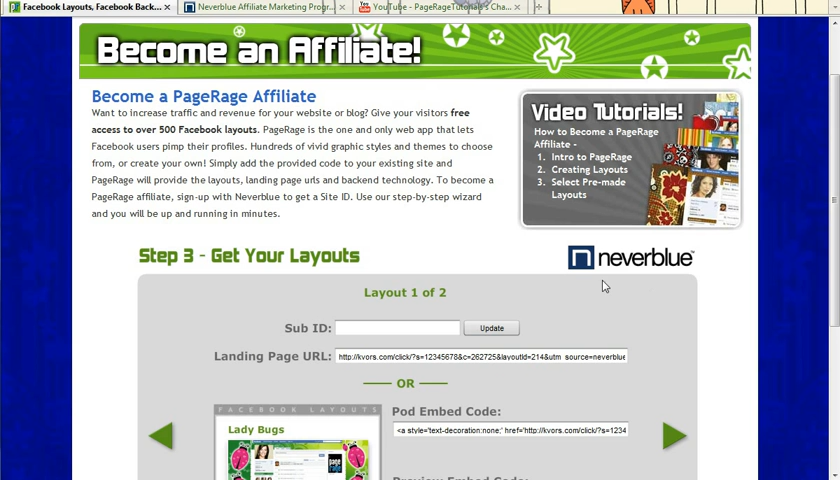 Facebook Layouts, Facebook Back...
Neverblue Affiliate Marketing Progr...
YouTube - PageRage Tutorials's Cha...
Become an Affiliate!
Become a PageRage Affiliate
Want to increase traffic and revenue for your website or blog? Give your visitors free
access to over 500 Facebook layouts. PageRage is the one and only web app that lets
Facebook users pimp their profiles. Hundreds of vivid graphic styles and themes to choose
from, or create your own! Simply add the provided code to your existing site and
PageRage will provide the layouts, landing page urls and backend technology. To become a
PageRage affiliate, sign-up with Neverblue to get a Site ID. Use our step-by-step wizard
and you will be up and running in minutes.
Video Tutorials!
How to Become a PageRage
Affiliate -
1. Intro to PageRage
2. Creating Layouts
3. Select Pre-made
Layouts
Step 3 - Get Your Layouts
n neverblue™
Layout 1 of 2
Sub ID:
Update
Landing Page URL:
http://kvors.com/click/?s=12345678&c=262725&layoutId=214&utm_source=neverblue
OR
FACEBOOK LAYOUTS
Lady Bugs
Pod Embed Code:
<a style='text-decoration:none;' href='http://kvors.com/click/?s=1234
Preview Embed Code: